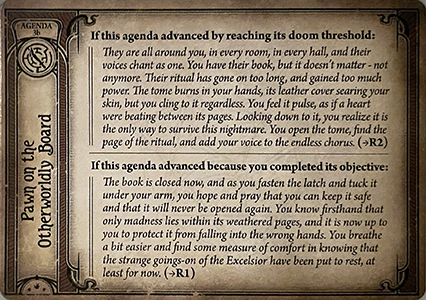 AGENDA
3b
Pawn on the
Otherworldly Board
If this agenda advanced by reaching its doom threshold:
They are all around you, in every room, in every hall, and their
voices chant as one. You have their book, but it doesn't matter - not
anymore. Their ritual has gone on too long, and gained too much
power. The tome burns in your hands, its leather cover searing your
skin, but you cling to it regardless. You feel it pulse, as if a heart
were beating between its pages. Looking down to it, you realize it is
the only way to survive this nightmare. You open the tome, find the
page of the ritual, and add your voice to the endless chorus. (→R2)
If this agenda advanced because you completed its objective:
The book is closed now, and as you fasten the latch and tuck it
under your arm, you hope and pray that you can keep it safe
and that it will never be opened again. You know firsthand that
only madness lies within its weathered pages, and it is now up to
you to protect it from falling into the wrong hands. You breathe
a bit easier and find some measure of comfort in knowing that
the strange goings-on of the Excelsior have been put to rest, at
least for now. (→R1)